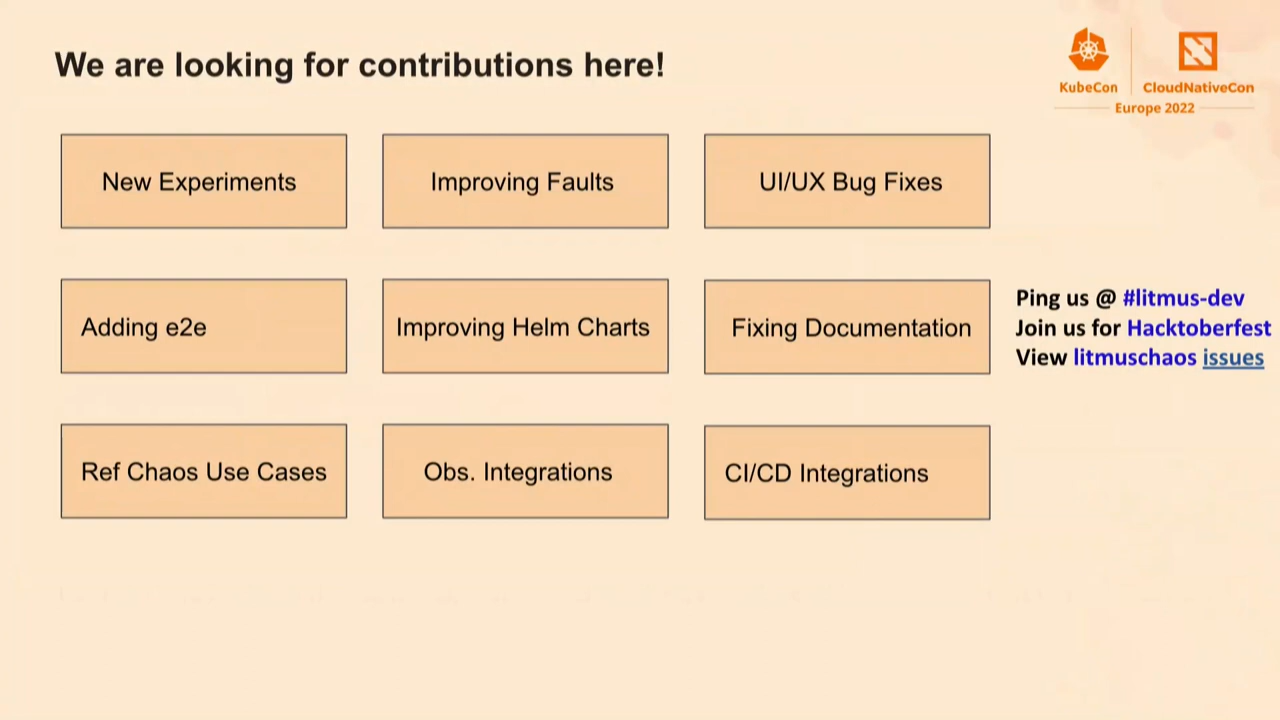 We are looking for contributions here!
KubeCon
CloudNativeCon
Europe 2022
New Experiments
Improving Faults
UI/UX Bug Fixes
Adding e2e
Improving Helm Charts
Fixing Documentation
Ping us @ #litmus-dev
Join us for Hacktoberfest
View litmuschaos issues
Ref Chaos Use Cases
Obs. Integrations
CI/CD Integrations